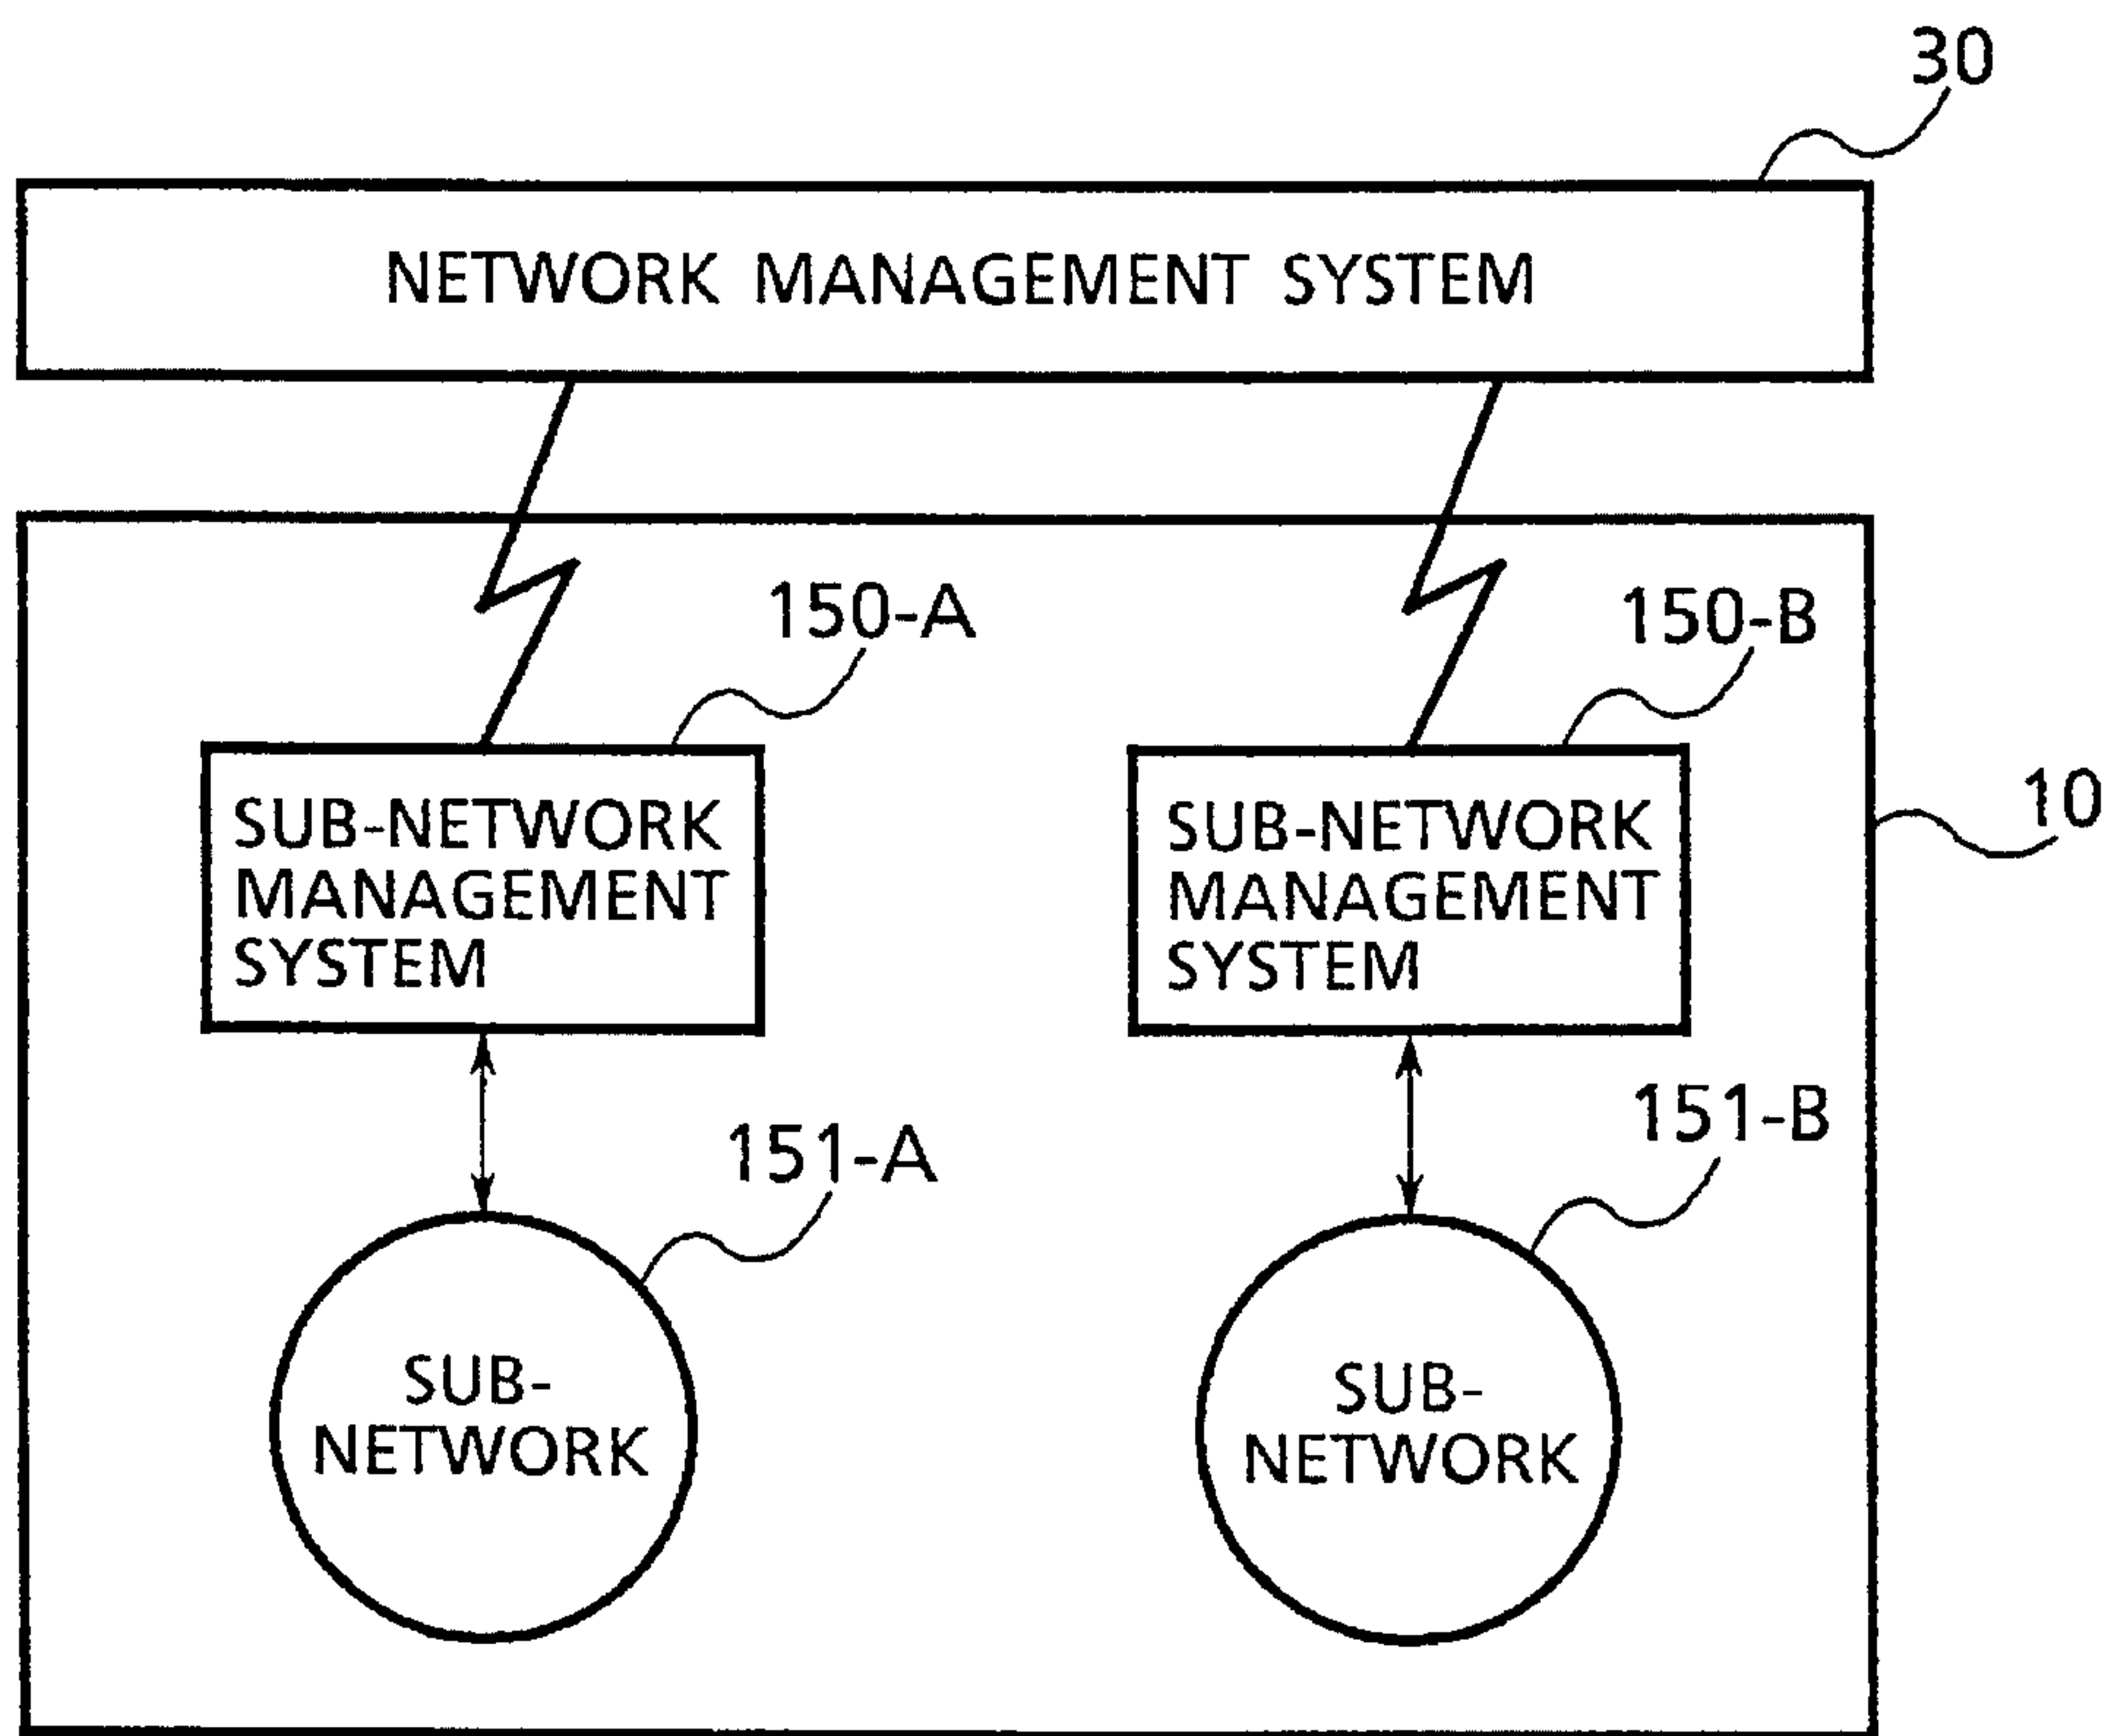 30
NETWORK MANAGEMENT SYSTEM
150-A
150-B
SUB-NETWORK
MANAGEMENT
SYSTEM
SUB-NETWORK
MANAGEMENT
SYSTEM
10
151-A
151-B
SUB-
NETWORK
SUB-
NETWORK